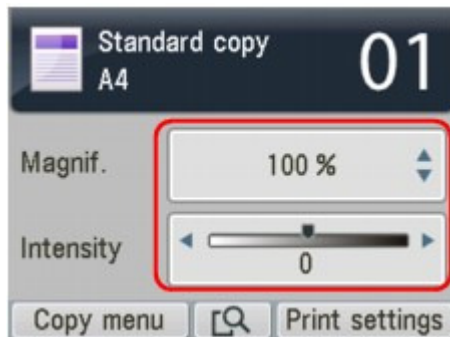 Standard copy
A4
01
Magnif.
100 %
Intensity
0
Copy menu
Print settings